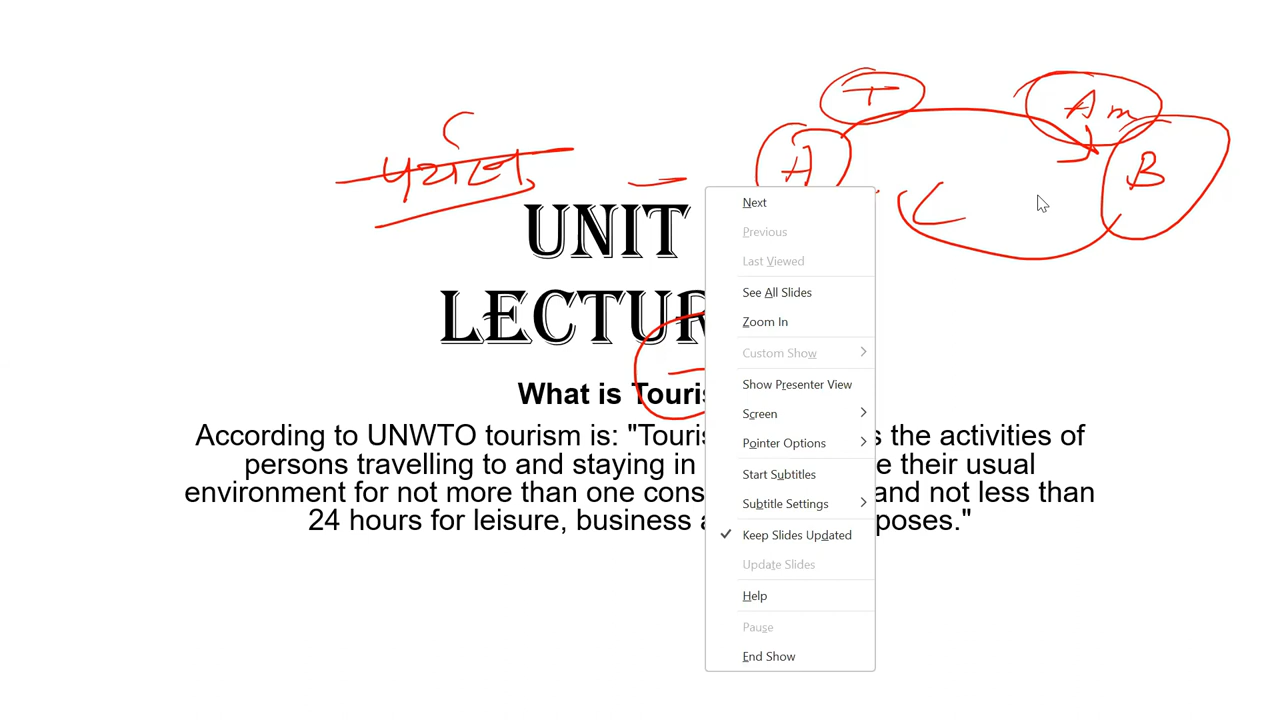 T
Am
पर्यटन
A
B
UNIT
LECTUR
What is Touris
According to UNWTO tourism is: "Touris s the activities of
persons travelling to and staying in e their usual
environment for not more than one cons and not less than
24 hours for leisure, business a poses."
Next
Previous
Last Viewed
See All Slides
Zoom In
Custom Show
Show Presenter View
Screen
Pointer Options
Start Subtitles
Subtitle Settings
Keep Slides Updated
Update Slides
Help
Pause
End Show